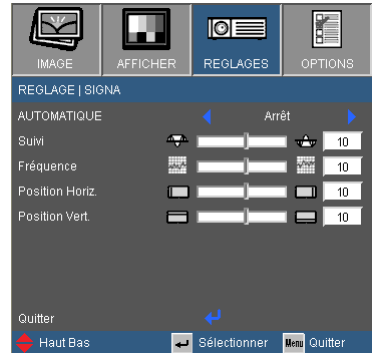 IMAGE AFFICHER REGLAGES OPTIONS
REGLAGE | SIGNA
AUTOMATIQUE Arrêt
Suivi 10
Fréquence 10
Position Horiz. 10
Position Vert. 10
Quitter
Haut Bas Sélectionner Menu Quitter